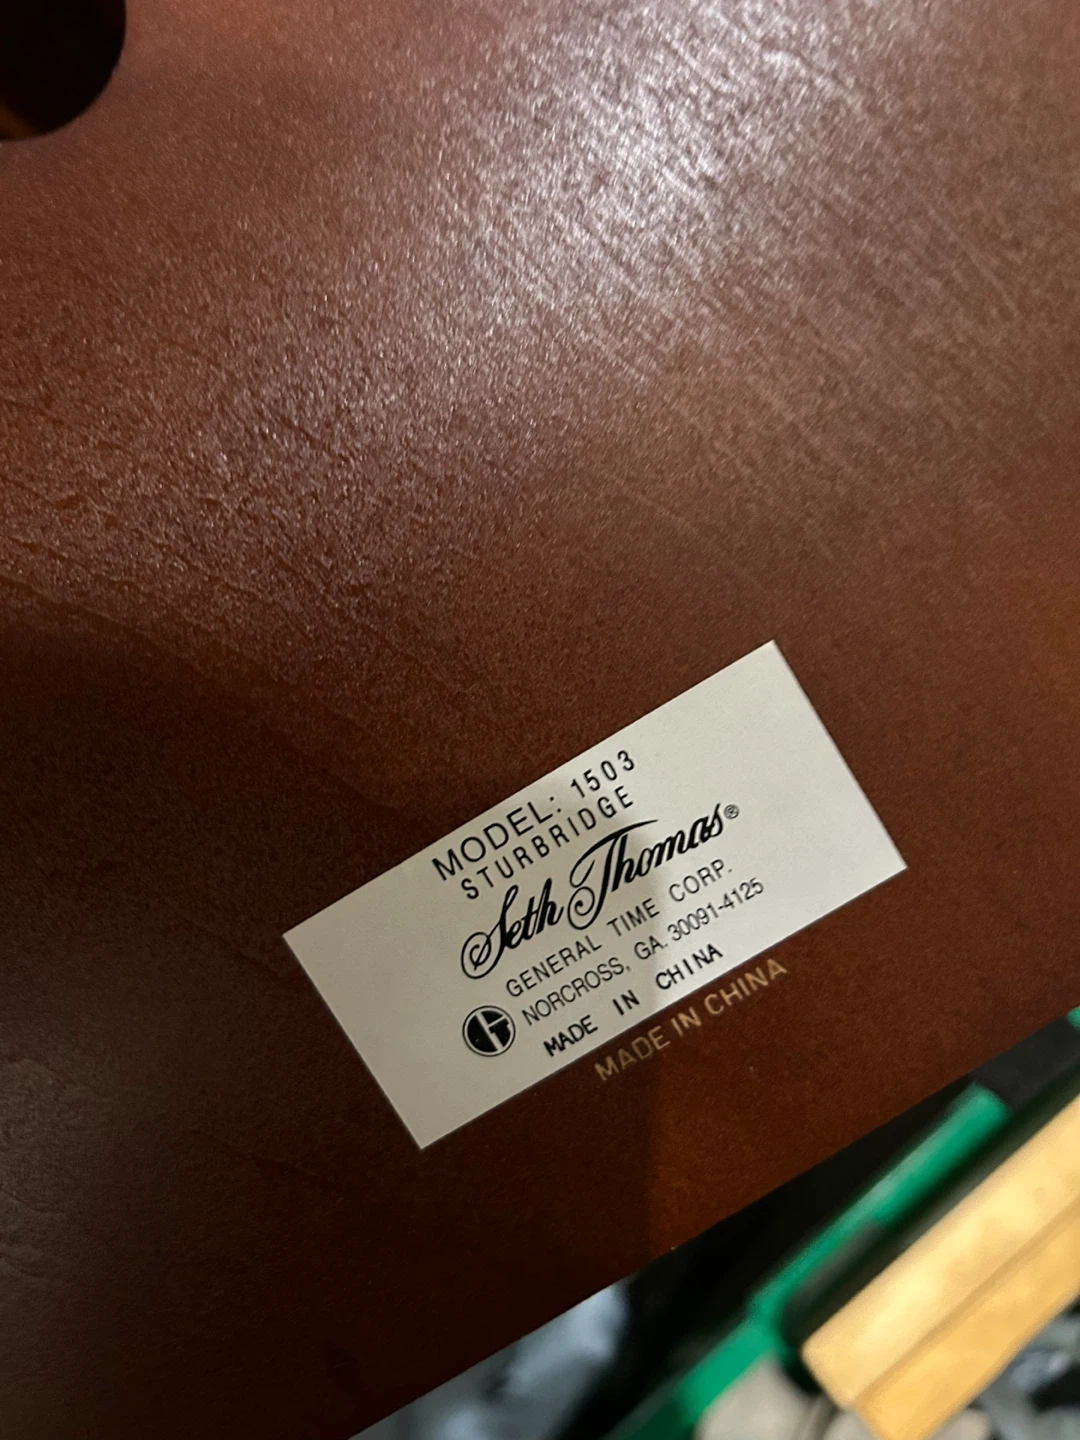 MODEL: 1503
STURBRIDGE
Seth Thomas®
GENERAL TIME CORP.
NORCROSS, GA. 30091-4125
MADE IN CHINA
MADE IN CHINA